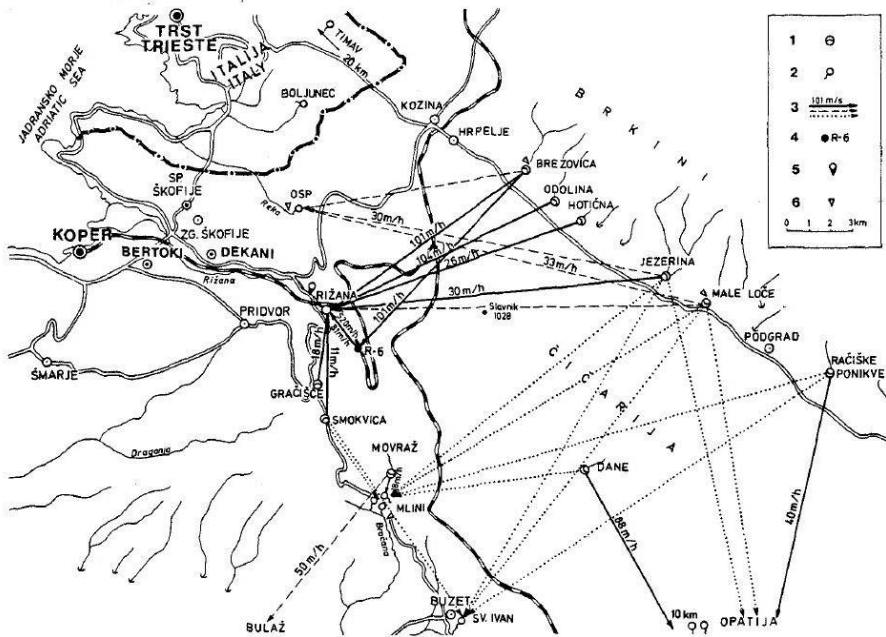 TRST
TRIESTE
ITALIJA
ITALY
JADRANSKO MORJE
ADRIATIC SEA
TIMAV
20 km
BOLJUNEC
KOZINA
HRPELJE
BRKINI
BREZOVICA
ODOLINA
HOTIČNA
SP
ŠKOFIJE
OSP
Reka
ZG. ŠKOFIJE
KOPER
BERTOKI
DEKANI
Rižana
RIŽANA
PRIDVOR
ŠMARJE
30m/h
101m/h
104m/h
26m/h
33m/h
30 m/h
101m/h
JEZERINA
MALE LOČE
Slavnik
1028
PODGRAD
RAČIŠKE
PONIKVE
ČIČARIJA
R-6
18m/h
11m/h
GRAČIŠČE
SMOKVICA
Dragonja
MOVRAŽ
MLINI
Bračana
DANE
88m/h
40m/h
50 m/h
BULAŽ
BUZET
SV. IVAN
10 km
OPATIJA
1
2
3 101 m/s
4 R-6
5
6
0 1 2 3km